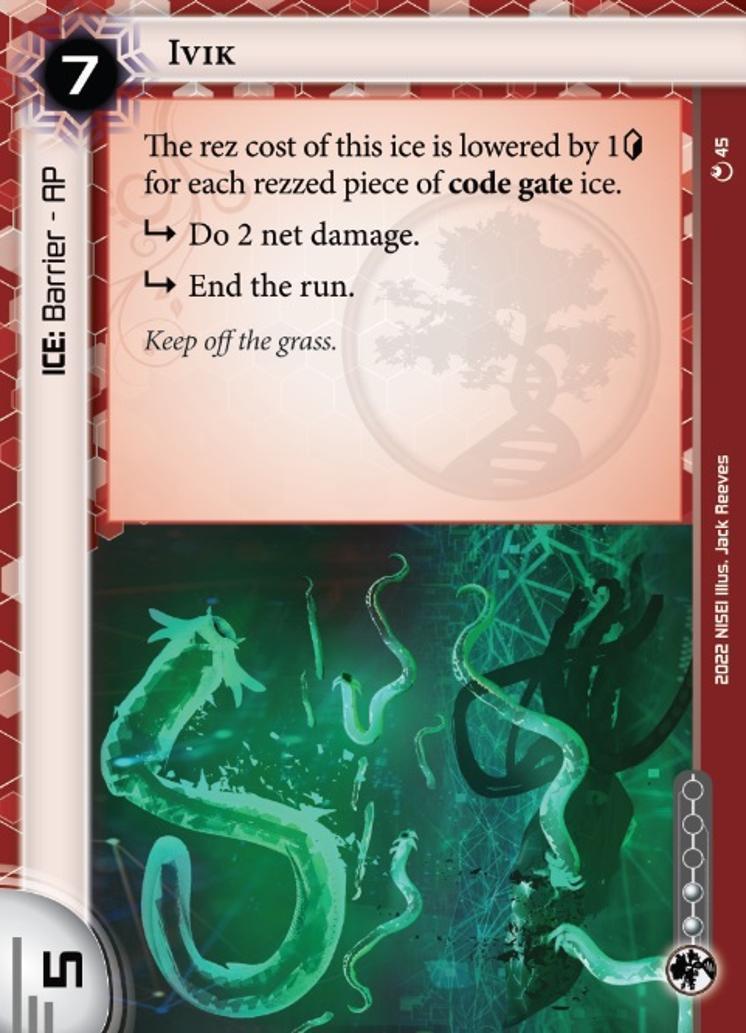 7
Ivik
ICE: Barrier - AP
The rez cost of this ice is lowered by 1
for each rezzed piece of code gate ice.
↳ Do 2 net damage.
↳ End the run.
Keep off the grass.
45
2022 NISEI Illus. Jack Reeves
5